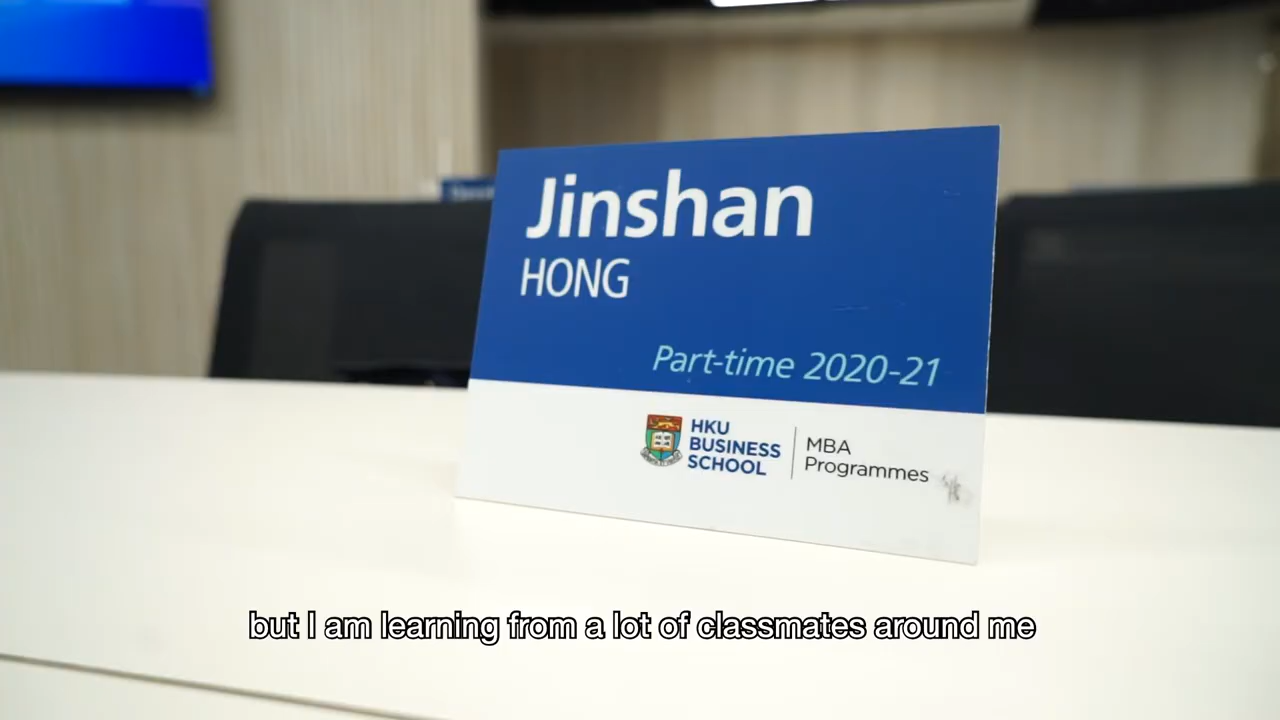 Jinshan
HONG
Part-time 2020-21
HKU
BUSINESS
SCHOOL
MBA
Programmes
but I am learning from a lot of classmates around me